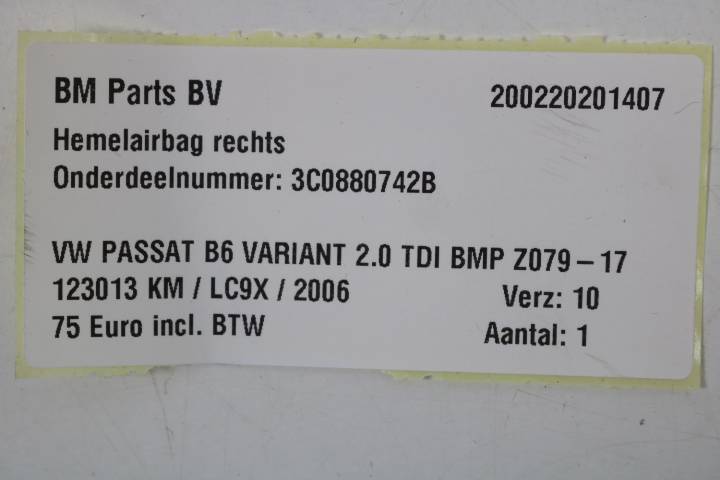 BM Parts BV 200220201407
Hemelairbag rechts
Onderdeelnummer: 3C0880742B
VW PASSAT B6 VARIANT 2.0 TDI BMP Z079-17
123013 KM / LC9X / 2006 Verz: 10
75 Euro incl. BTW Aantal: 1